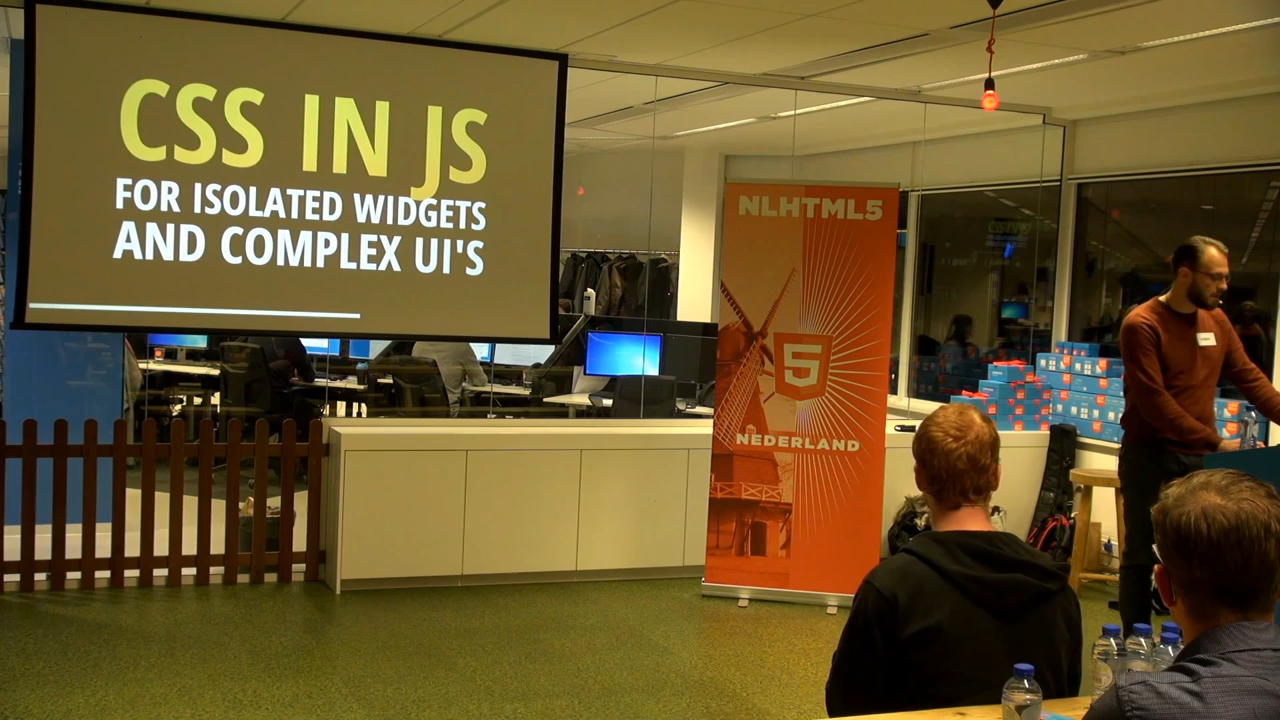 CSS IN JS
FOR ISOLATED WIDGETS
AND COMPLEX UI'S
NLHTML5
5
NEDERLAND